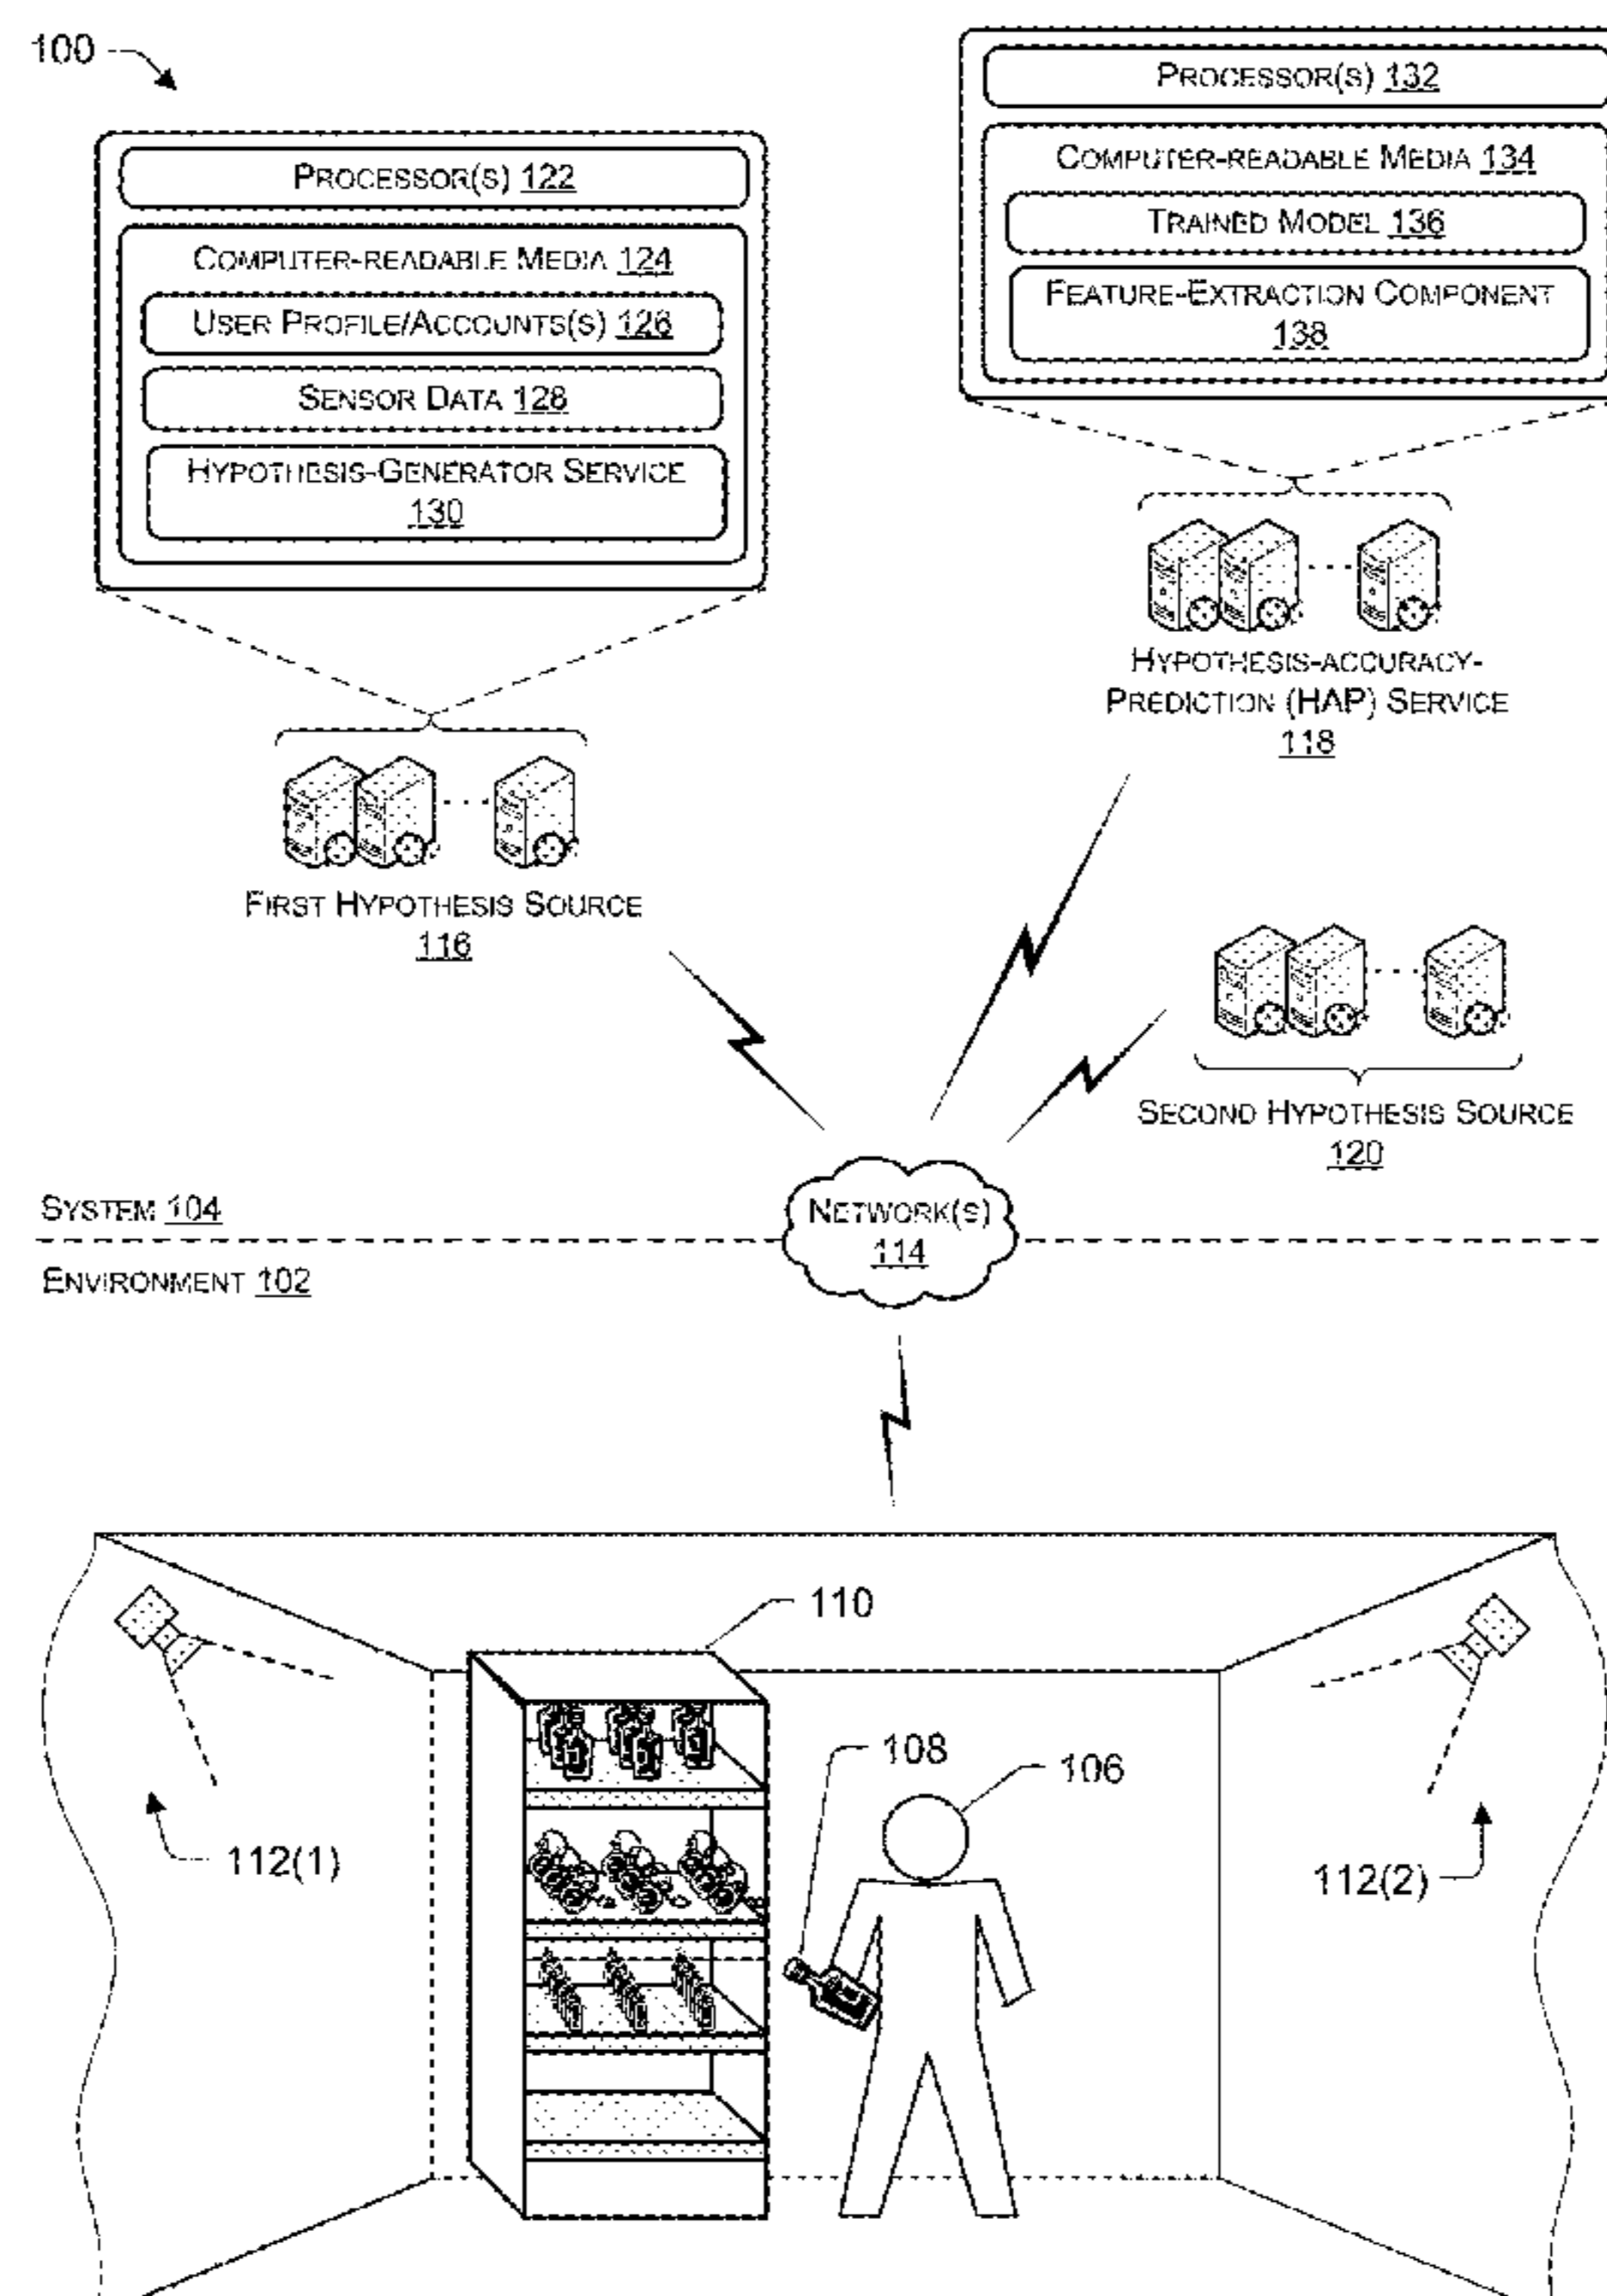 100
PROCESSOR(S) 122
COMPUTER-READABLE MEDIA 124
USER PROFILE/ACCOUNTS(S) 126
SENSOR DATA 128
HYPOTHESIS-GENERATOR SERVICE
130
FIRST HYPOTHESIS SOURCE
116
PROCESSOR(S) 132
COMPUTER-READABLE MEDIA 134
TRAINED MODEL 136
FEATURE-EXTRACTION COMPONENT
138
HYPOTHESIS-ACCURACY-
PREDICTION (HAP) SERVICE
118
SECOND HYPOTHESIS SOURCE
120
SYSTEM 104
NETWORK(S)
114
ENVIRONMENT 102
110
108
106
112(1)
112(2)